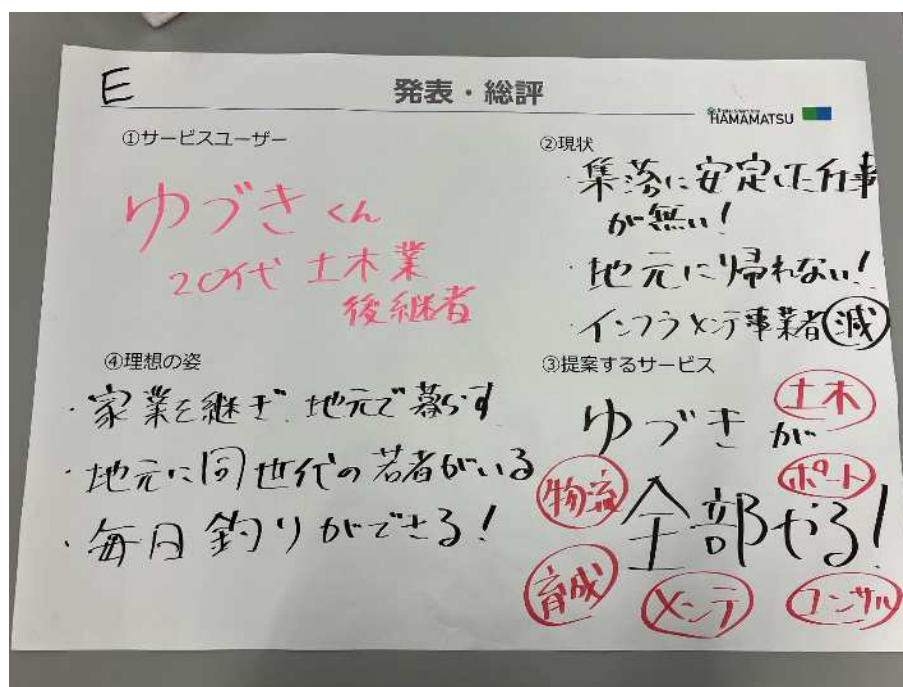 E
発表・総評
HAMAMATSU
①サービスユーザー
ゆづきくん
20代 土木業
後継者
②現状
・集落に安定した仕事
が無い!
・地元に帰れない!
・インフラメンテ事業者減
④理想の姿
・家業を継ぎ、地元で暮らす
・地元に同世代の若者がいる
・毎日釣りができる!
③提案するサービス
ゆづきが
全部やる!
土木
ポート
物流
育成
メンテ
コンサル